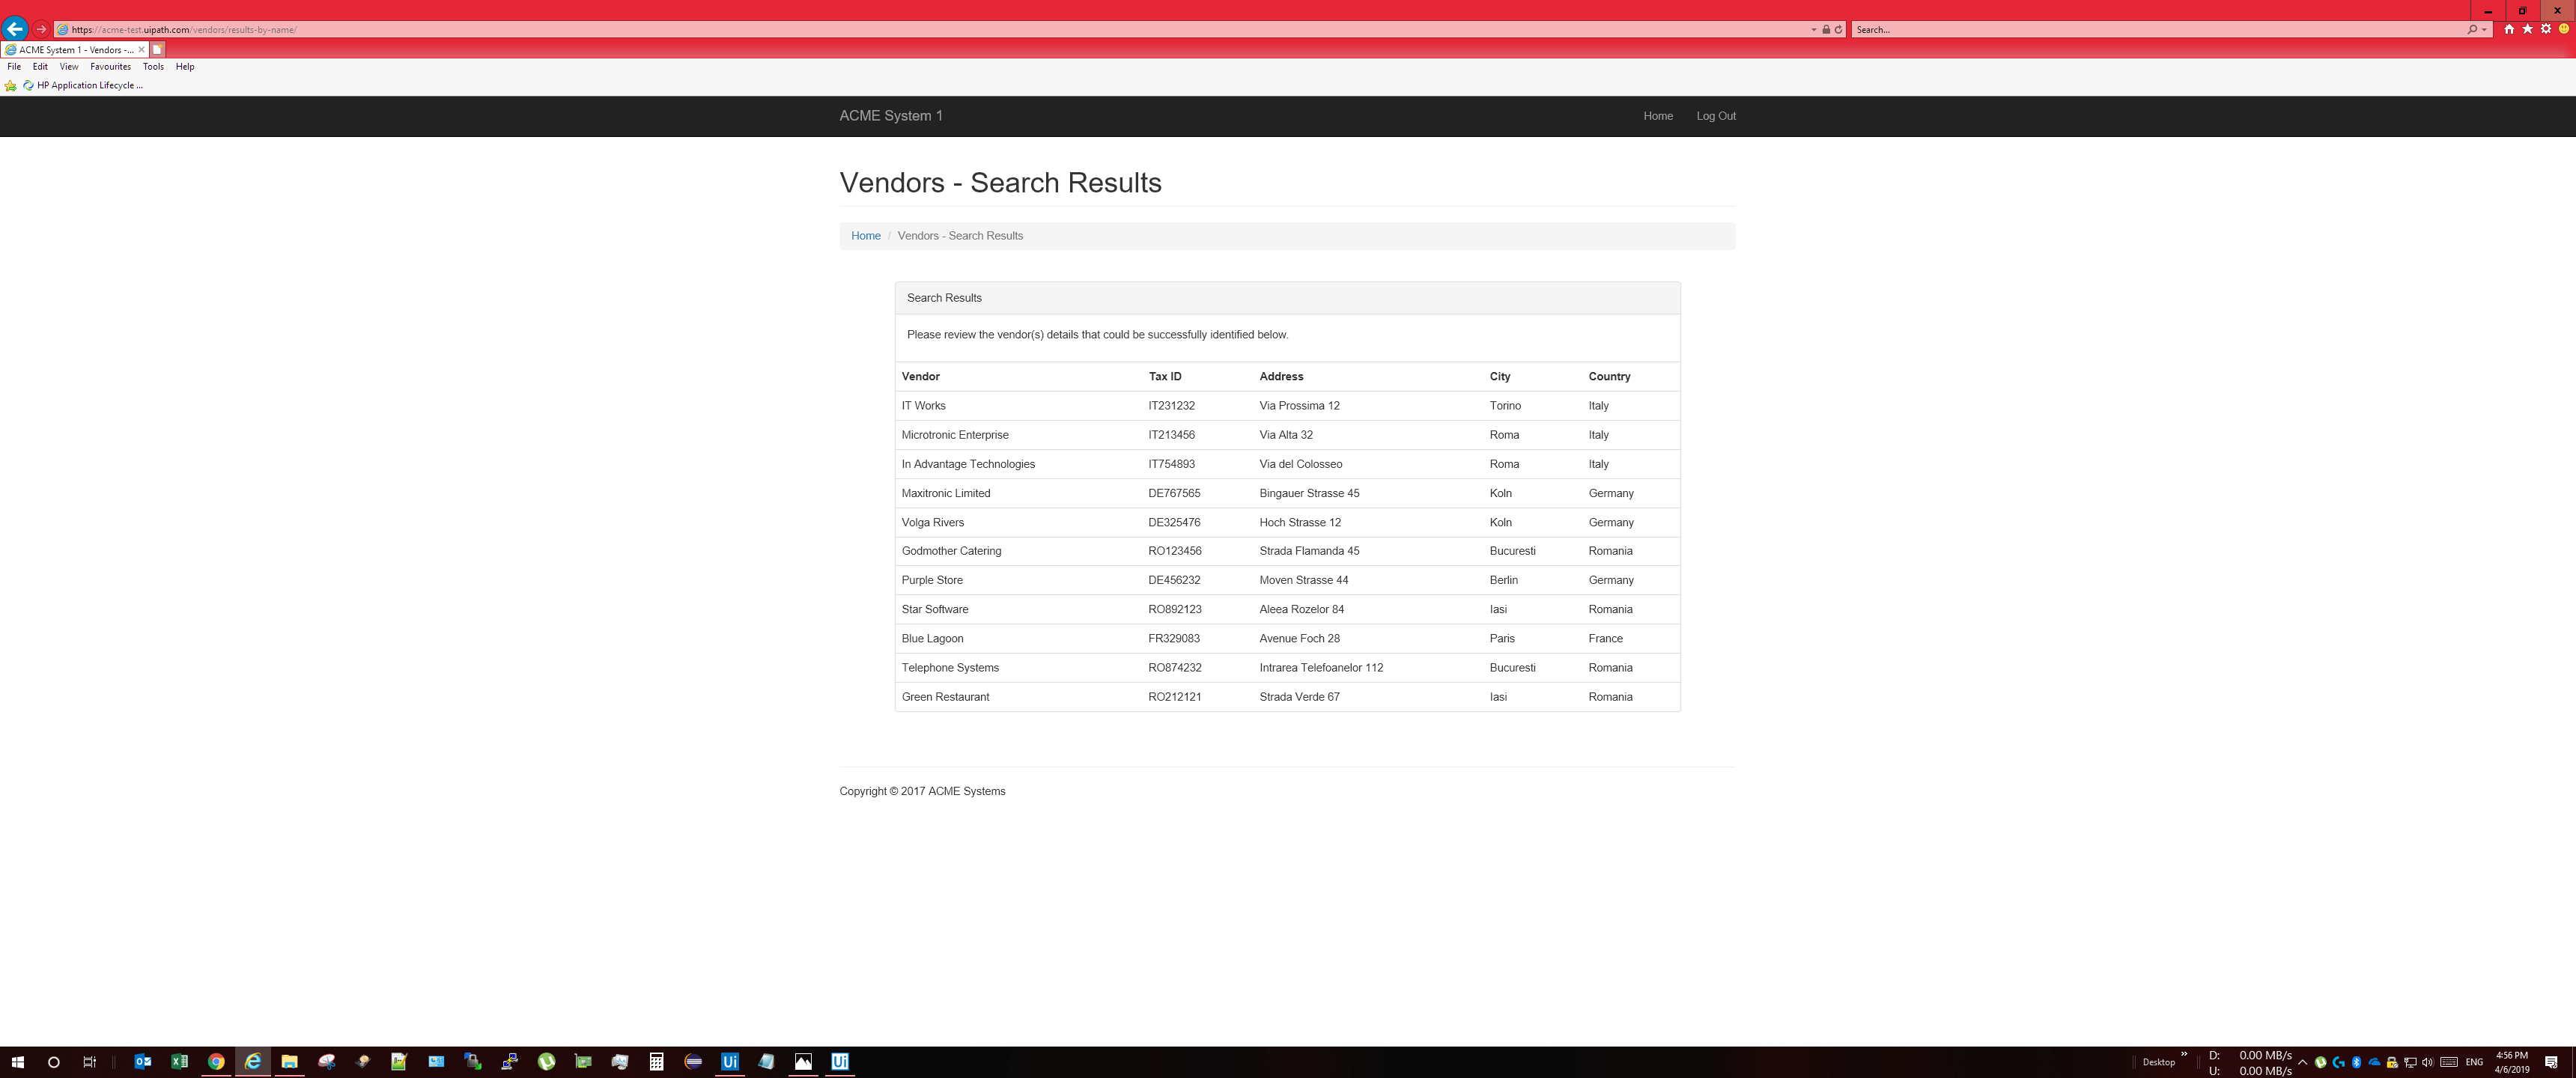 https://acme-test.uipath.com/vendors/results-by-name/
Search...
ACME System 1 - Vendors -...
File Edit View Favourites Tools Help
HP Application Lifecycle ...
ACME System 1 Home Log Out
Vendors - Search Results
Home / Vendors - Search Results
Search Results
Please review the vendor(s) details that could be successfully identified below.
Vendor Tax ID Address City Country
IT Works IT231232 Via Prossima 12 Torino Italy
Microtronic Enterprise IT213456 Via Alta 32 Roma Italy
In Advantage Technologies IT754893 Via del Colosseo Roma Italy
Maxitronic Limited DE767565 Bingauer Strasse 45 Koln Germany
Volga Rivers DE325476 Hoch Strasse 12 Koln Germany
Godmother Catering RO123456 Strada Flamanda 45 Bucuresti Romania
Purple Store DE456232 Moven Strasse 44 Berlin Germany
Star Software RO892123 Aleea Rozelor 84 Iasi Romania
Blue Lagoon FR329083 Avenue Foch 28 Paris France
Telephone Systems RO874232 Intrarea Telefoanelor 112 Bucuresti Romania
Green Restaurant RO212121 Strada Verde 67 Iasi Romania
Copyright © 2017 ACME Systems
Ui Ui
Desktop »
D: 0.00 MB/s
U: 0.00 MB/s
ENG
4:56 PM
4/6/2019